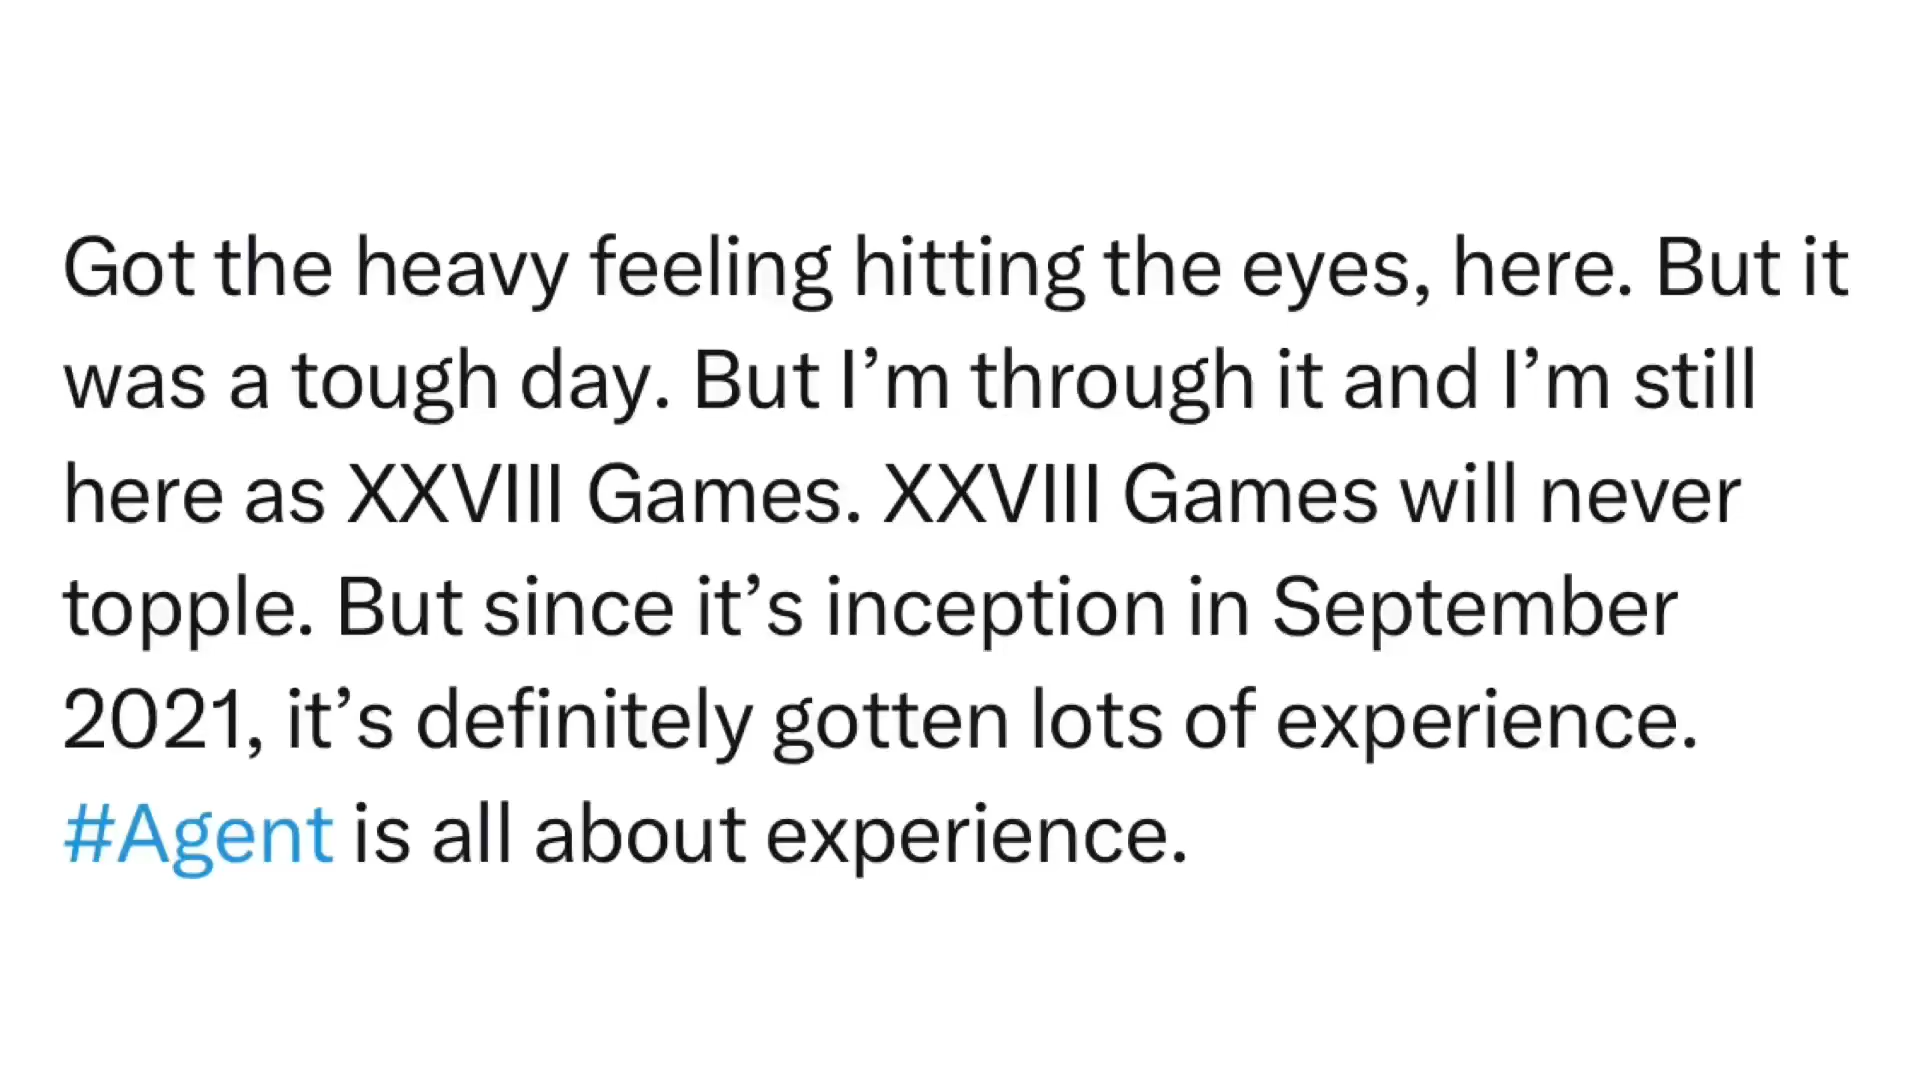 Got the heavy feeling hitting the eyes, here. But it
was a tough day. But I’m through it and I’m still
here as XXVIII Games. XXVIII Games will never
topple. But since it’s inception in September
2021, it’s definitely gotten lots of experience.
#Agent is all about experience.